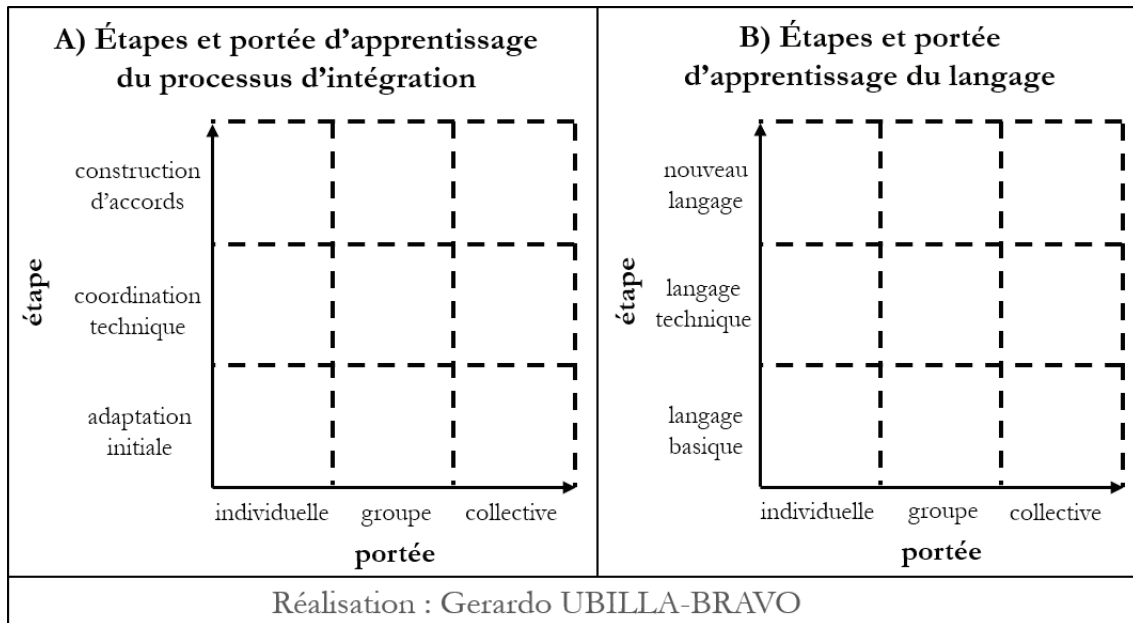 A) Étapes et portée d’apprentissage
du processus d’intégration
étape
construction
d’accords
coordination
technique
adaptation
initiale
individuelle
groupe
collective
portée
B) Étapes et portée
d’apprentissage du langage
étape
nouveau
langage
langage
technique
langage
basique
individuelle
groupe
collective
portée
Réalisation : Gerardo UBILLA-BRAVO